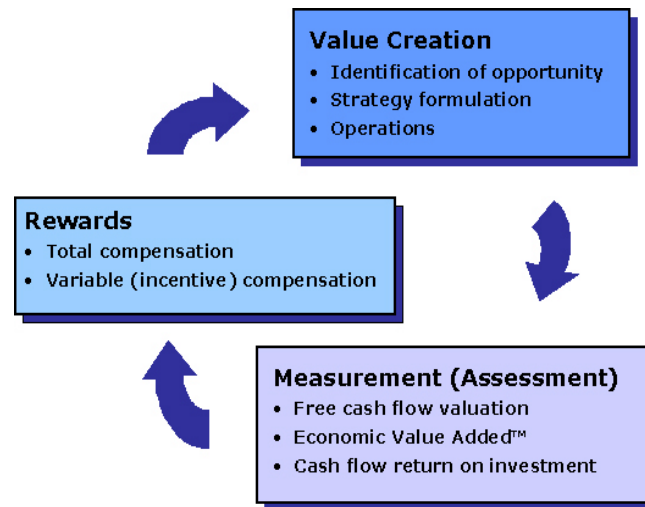 Value Creation
• Identification of opportunity
• Strategy formulation
• Operations
Rewards
• Total compensation
• Variable (incentive) compensation
Measurement (Assessment)
• Free cash flow valuation
• Economic Value Added™
• Cash flow return on investment